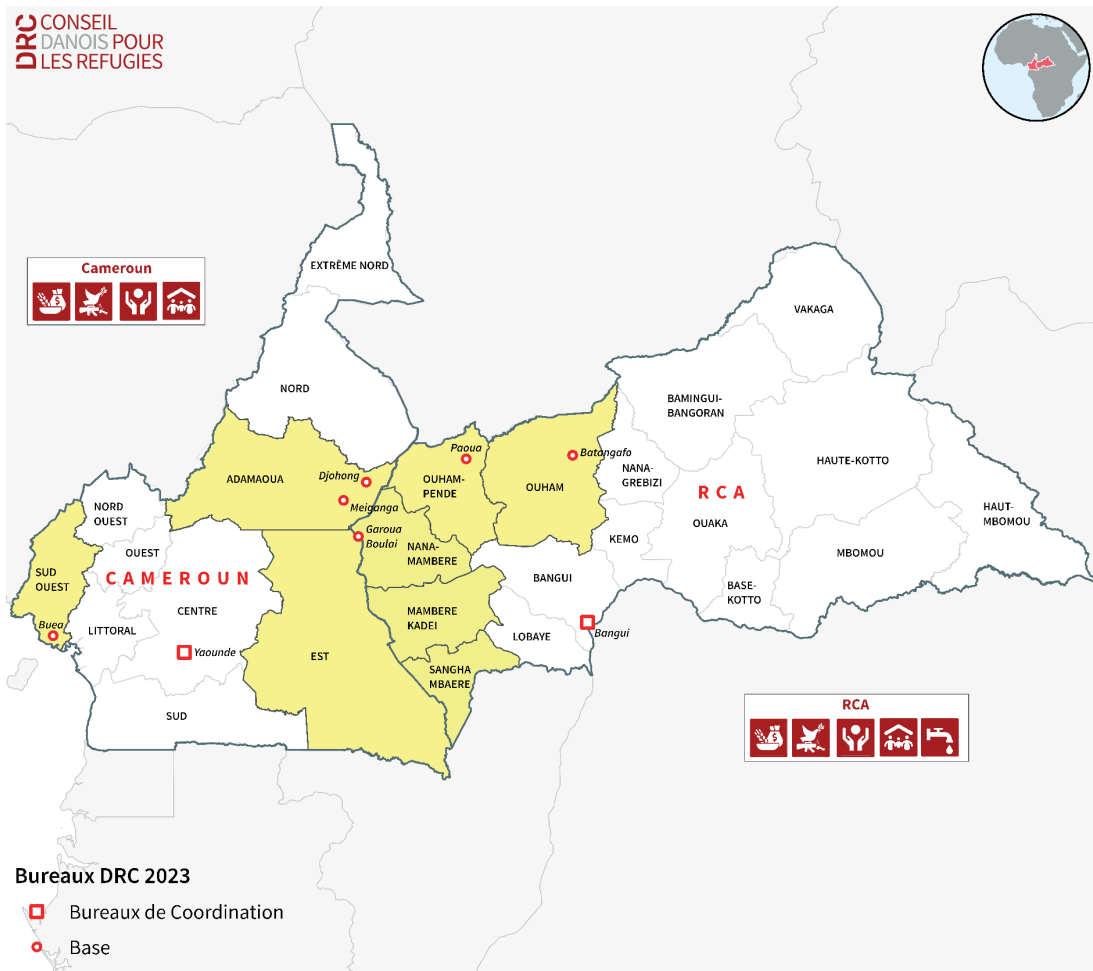 DRC
CONSEIL
DANOIS POUR
LES REFUGIES
EXTRÊME NORD
Cameroun
VAKAGA
NORD
BAMINGUI-
BANGORAN
Paoua
Batangafo
HAUTE-KOTTO
NANA-
GREBIZI
ADAMAOUA
Djohong
OUHAM-
PENDE
OUHAM
RCA
Meiganga
NORD
OUEST
HAUT-
MBOMOU
OUAKA
Garoua
Boulai
KEMO
NANA-
MAMBERE
OUEST
MBOMOU
SUD
OUEST
CAMEROUN
BANGUI
BASE-
KOTTO
CENTRE
MAMBERE
KADEI
Buea
LITTORAL
LOBAYE
Bangui
Yaounde
EST
SANGHA
MBAERE
SUD
RCA
Bureaux DRC 2023
Bureaux de Coordination
Base